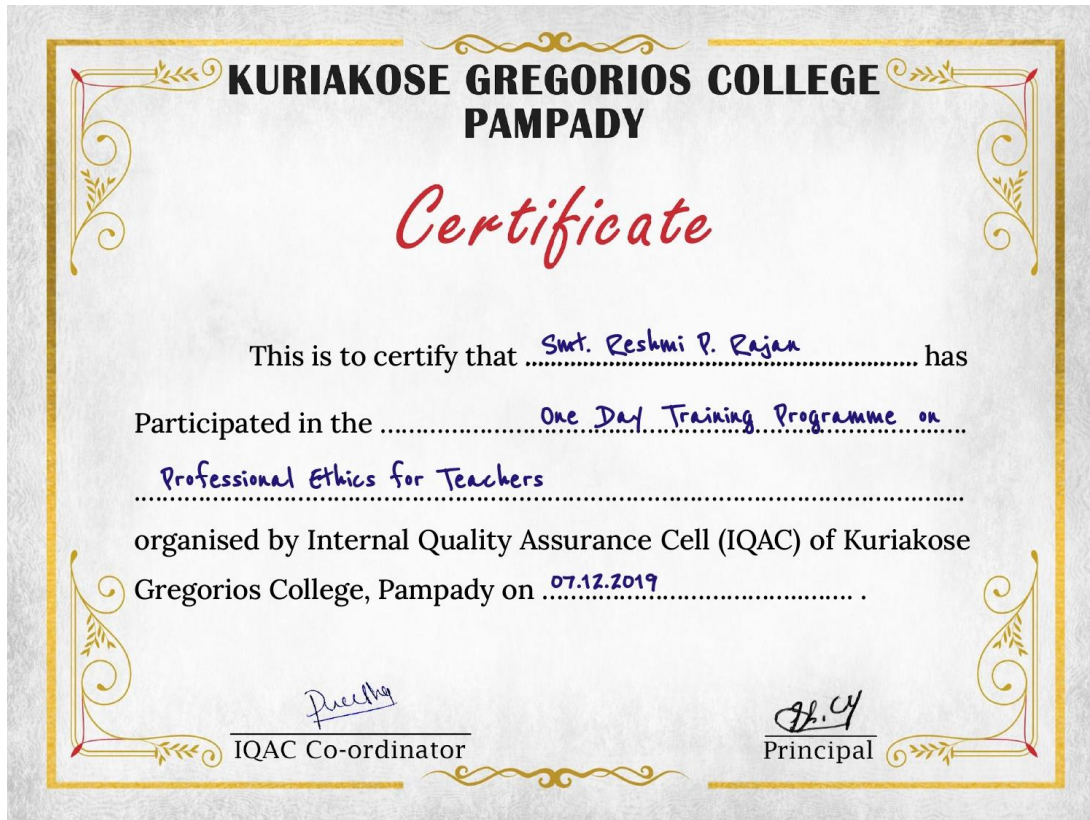 KURIAKOSE GREGORIOS COLLEGE
PAMPADY
Certificate
This is to certify that Smt. Reshmi P. Rajan has
Participated in the One Day Training Programme on
Professional Ethics for Teachers
organised by Internal Quality Assurance Cell (IQAC) of Kuriakose
Gregorios College, Pampady on 07.12.2019 .
IQAC Co-ordinator
Principal